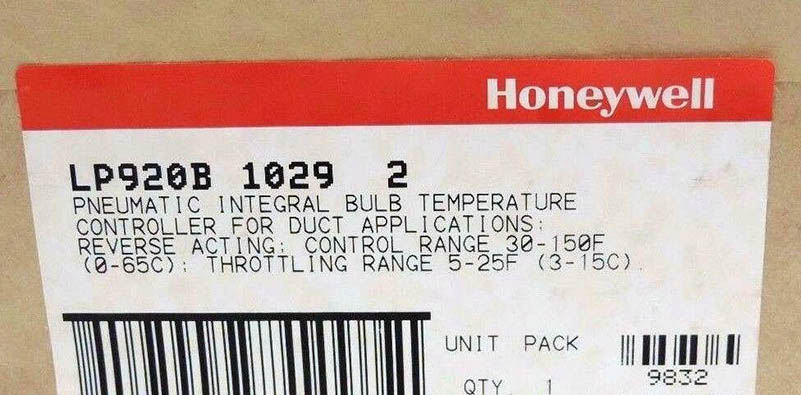 Honeywell
LP920B 1029 2
PNEUMATIC INTEGRAL BULB TEMPERATURE
CONTROLLER FOR DUCT APPLICATIONS:
REVERSE ACTING; CONTROL RANGE 30-150F
(0-65C); THROTTLING RANGE 5-25F (3-15C)
UNIT PACK
9832
QTY 1